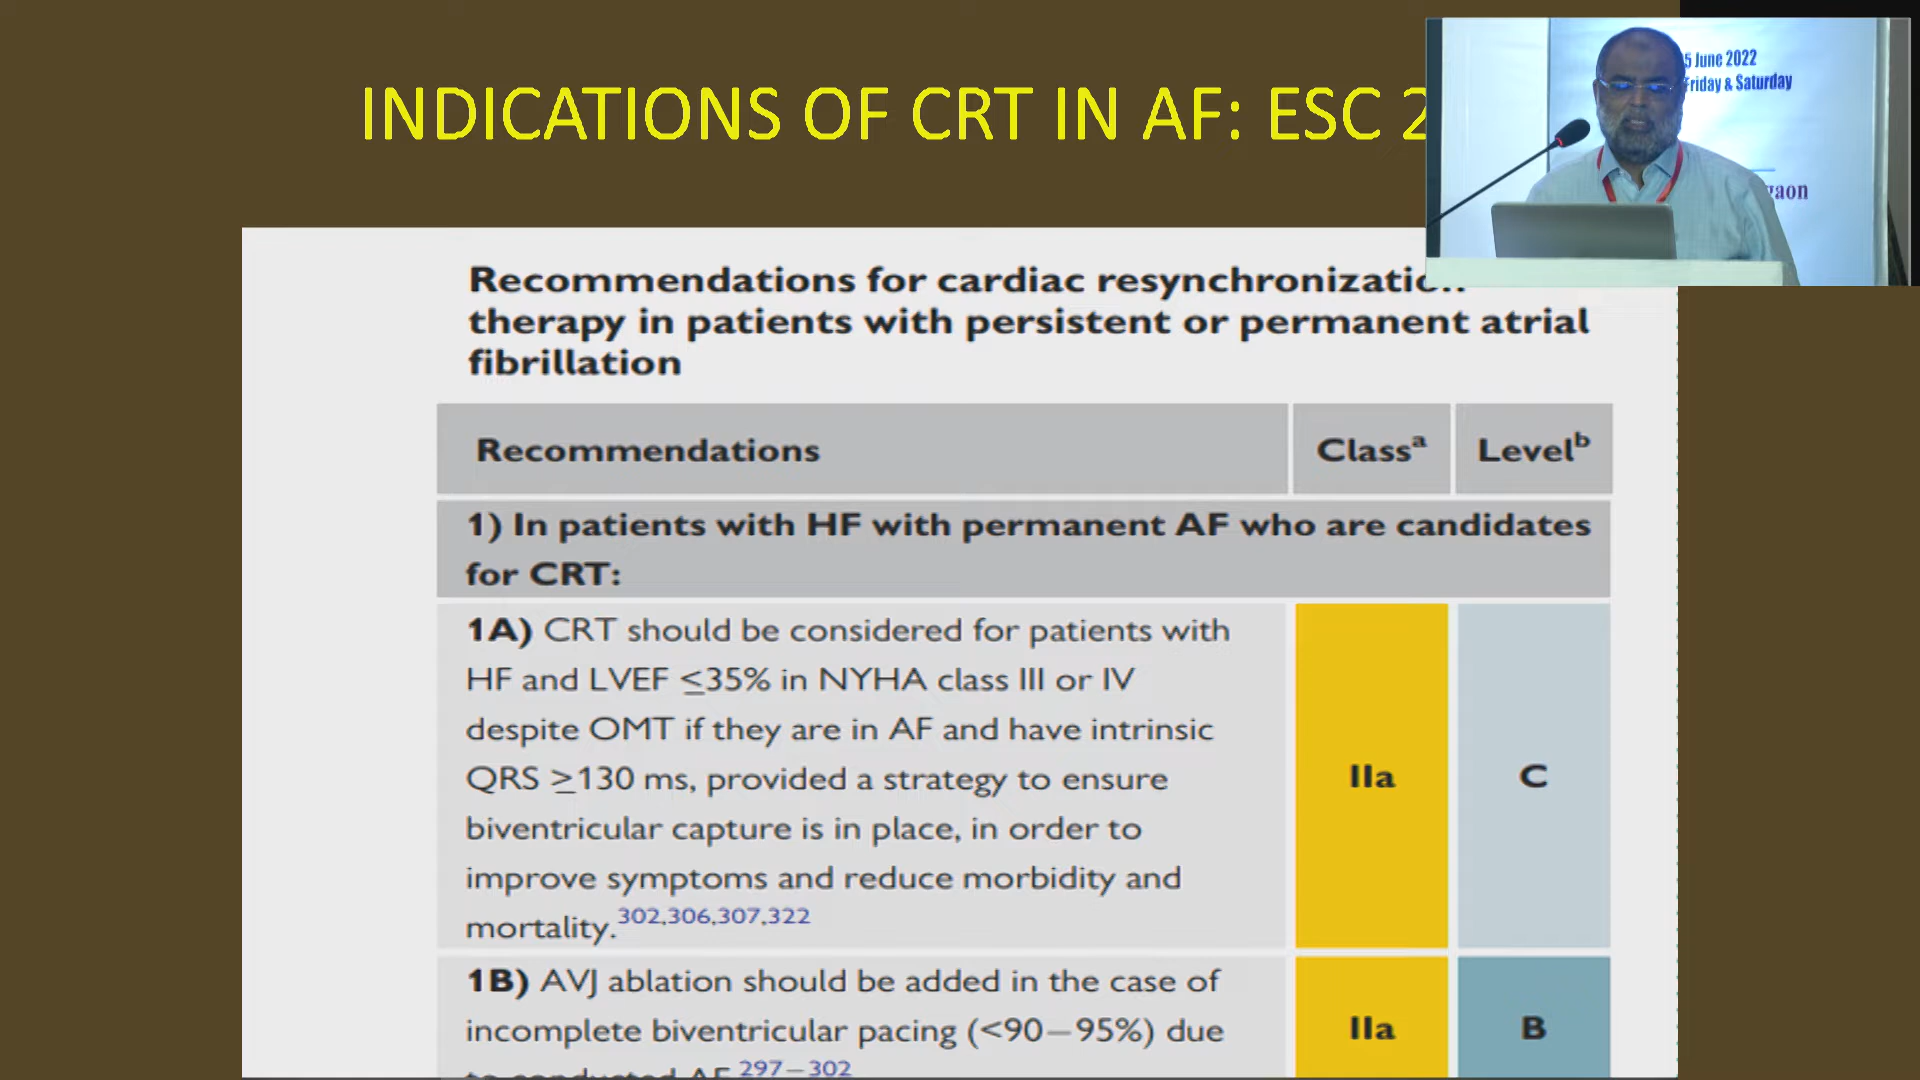 INDICATIONS OF CRT IN AF: ESC 2
5 June 2022
Friday & Saturday
gaon
Recommendations for cardiac resynchronization
therapy in patients with persistent or permanent atrial
fibrillation
Recommendations Classᵃ Levelᵇ
1) In patients with HF with permanent AF who are candidates
for CRT:
1A) CRT should be considered for patients with
HF and LVEF ≤35% in NYHA class III or IV
despite OMT if they are in AF and have intrinsic
QRS ≥130 ms, provided a strategy to ensure
biventricular capture is in place, in order to
improve symptoms and reduce morbidity and
mortality.302,306,307,322
IIa C
1B) AVJ ablation should be added in the case of
incomplete biventricular pacing (<90–95%) due
to conducted AF.297–302
IIa B